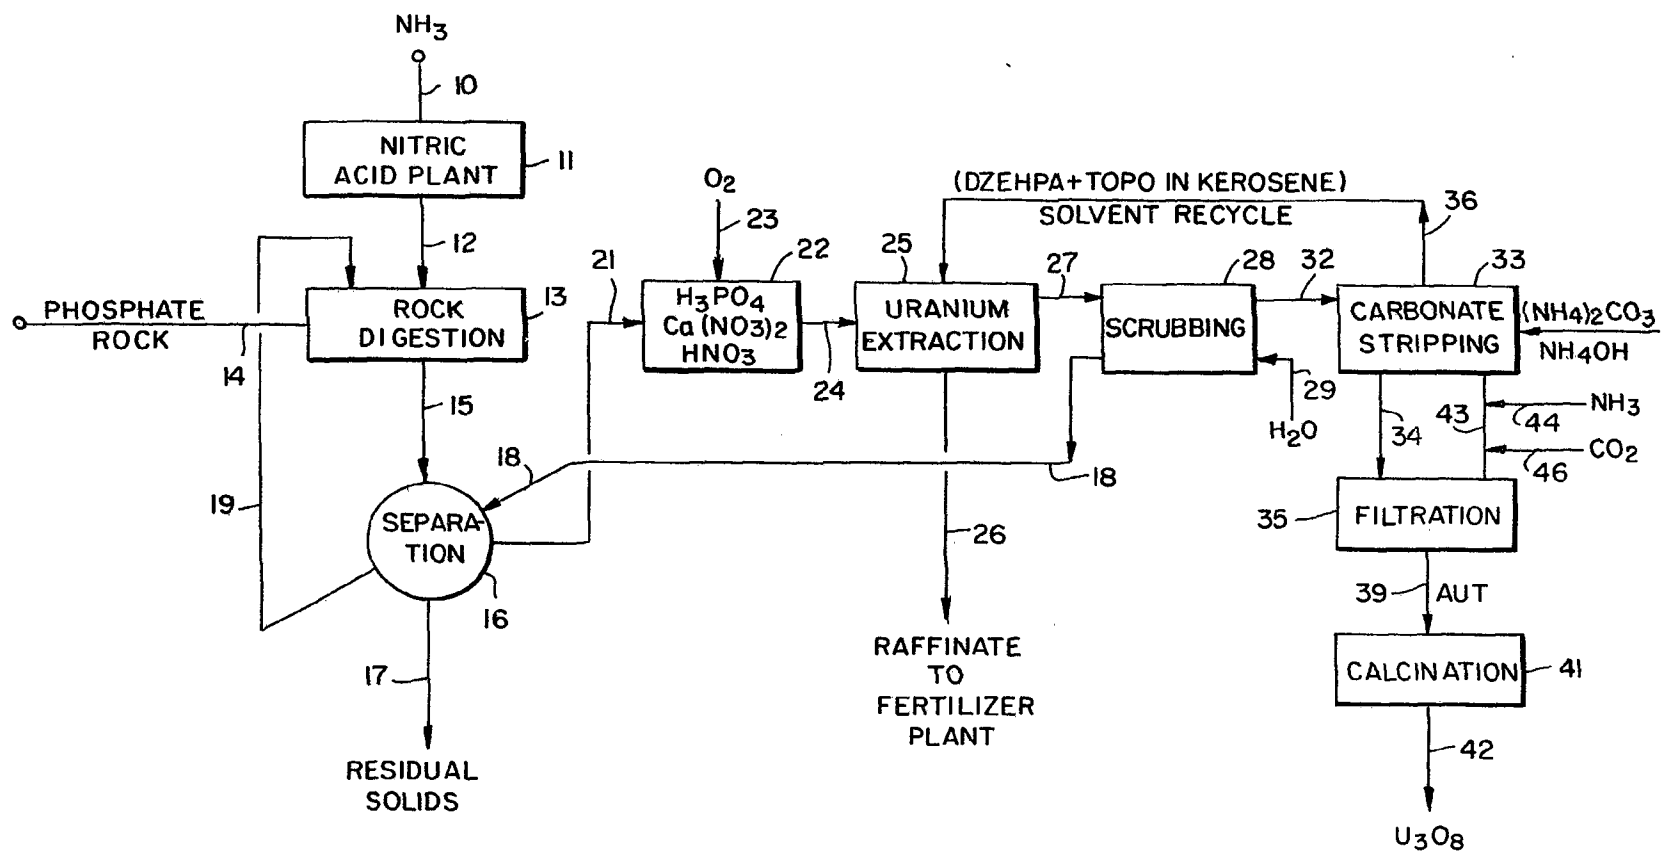 NH3
10
NITRIC
ACID PLANT
11
12
PHOSPHATE
ROCK
14
ROCK
DIGESTION
13
15
19
SEPARA-
TION
16
17
RESIDUAL
SOLIDS
18
18
21
O2
23
22
H3PO4
Ca(NO3)2
HNO3
24
25
URANIUM
EXTRACTION
26
RAFFINATE
TO
FERTILIZER
PLANT
(DZEHPA+TOPO IN KEROSENE)
SOLVENT RECYCLE
36
27
28
SCRUBBING
29
H2O
32
33
CARBONATE
STRIPPING
(NH4)2CO3
NH4OH
34
43
NH3
44
CO2
46
35
FILTRATION
39
AUT
CALCINATION
41
42
U3O8